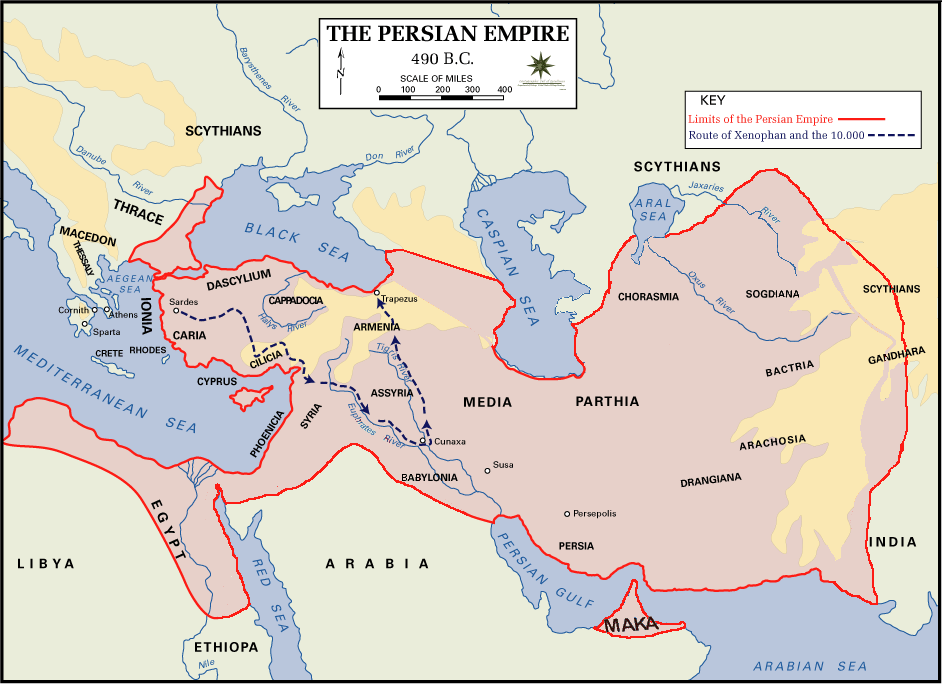 THE PERSIAN EMPIRE
490 B.C.
N
SCALE OF MILES
0 100 200 300 400
KEY
Limits of the Persian Empire
Route of Xenophan and the 10.000
Barysthenes River
SCYTHIANS
Danube River
Don River
SCYTHIANS
Jaxaries River
ARAL SEA
THRACE
BLACK SEA
CASPIAN SEA
MACEDON
THESSALY
AEGEAN SEA
DASCYLIUM
CAPPADOCIA
Halys River
Trapezus
Sardes
IONIA
Cornith
Athens
Sparta
CARIA
ARMENIA
CHORASMIA
Oxus River
SOGDIANA
SCYTHIANS
CRETE
RHODES
CILICIA
Tigris River
GANDHARA
BACTRIA
MEDITERRANEAN SEA
CYPRUS
ASSYRIA
MEDIA
PARTHIA
PHOENICIA
SYRIA
Euphrates River
Cunaxa
ARACHOSIA
BABYLONIA
Susa
DRANGIANA
EGYPT
Persepolis
PERSIA
INDIA
LIBYA
RED SEA
ARABIA
PERSIAN GULF
MAKA
ETHIOPA
Nile
ARABIAN SEA